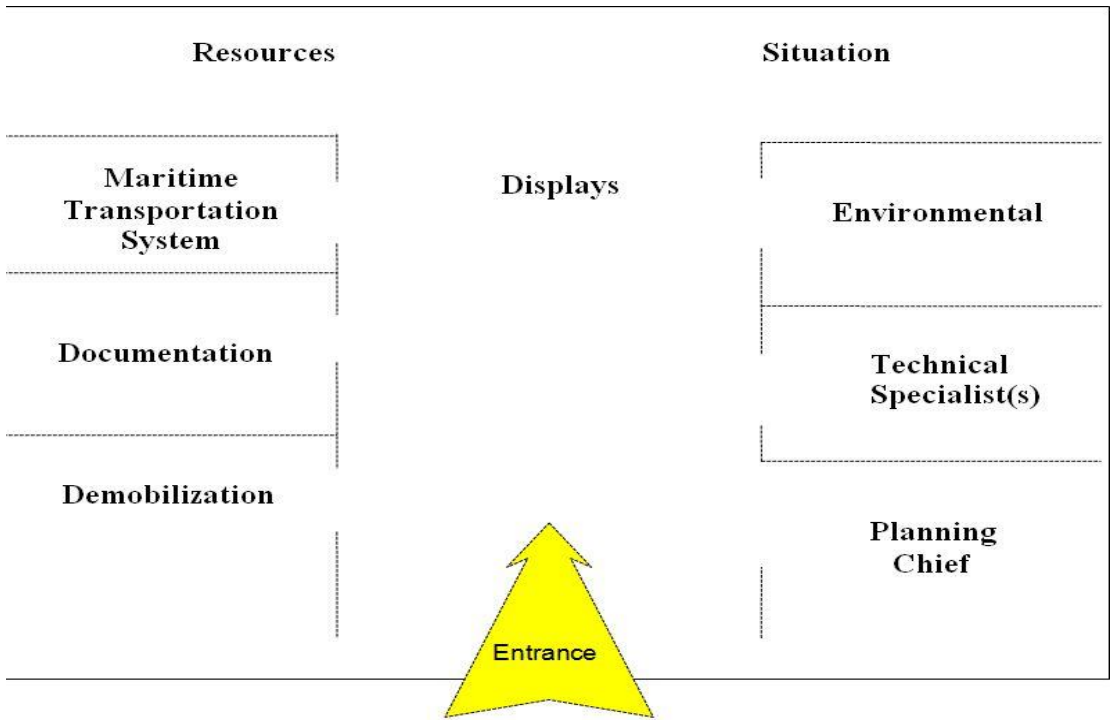 Resources
Situation
Maritime
Transportation
System
Displays
Environmental
Documentation
Technical
Specialist(s)
Demobilization
Planning
Chief
Entrance